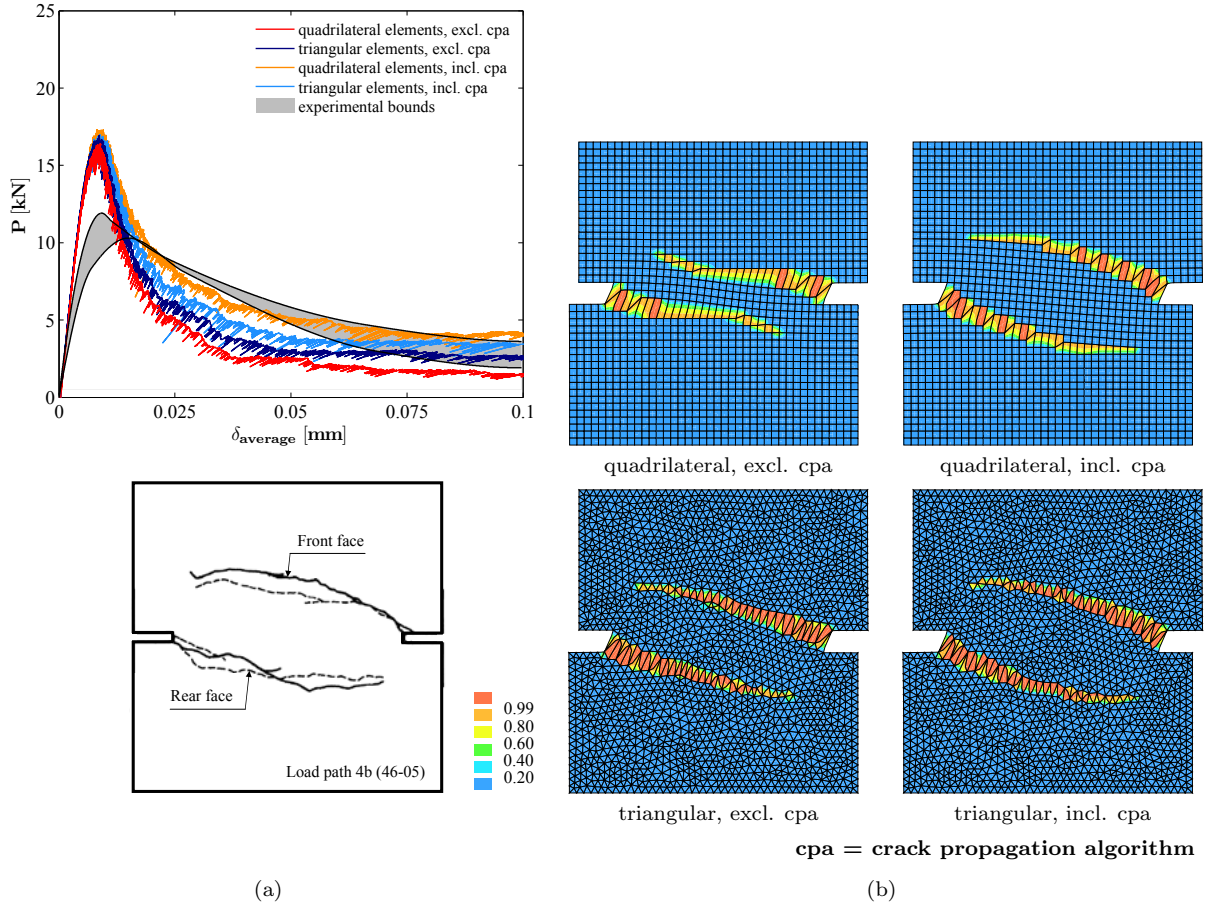 25
20
15
10
5
0
P [kN]
quadrilateral elements, excl. cpa
triangular elements, excl. cpa
quadrilateral elements, incl. cpa
triangular elements, incl. cpa
experimental bounds
0 0.025 0.05 0.075 0.1
δaverage [mm]
Front face
Rear face
Load path 4b (46-05)
0.99
0.80
0.60
0.40
0.20
quadrilateral, excl. cpa
quadrilateral, incl. cpa
triangular, excl. cpa
triangular, incl. cpa
cpa = crack propagation algorithm
(a)
(b)